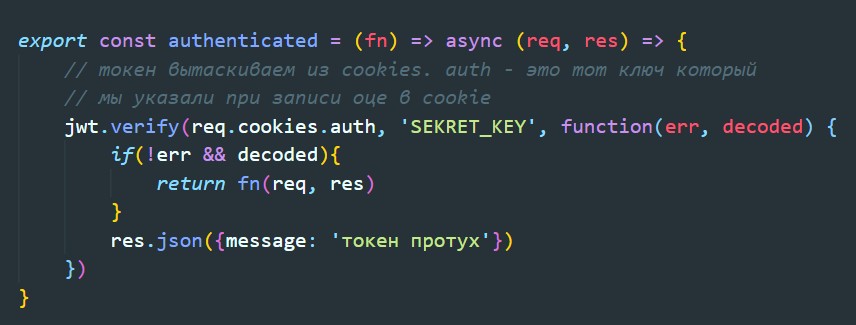 export const authenticated = (fn) => async (req, res) => {
// токен вытаскиваем из cookies. auth - это тот ключ который
// мы указали при записи оце в cookie
jwt.verify(req.cookies.auth, 'SEKRET_KEY', function(err, decoded) {
if(!err && decoded){
return fn(req, res)
}
res.json({message: 'токен протух'})
})
}